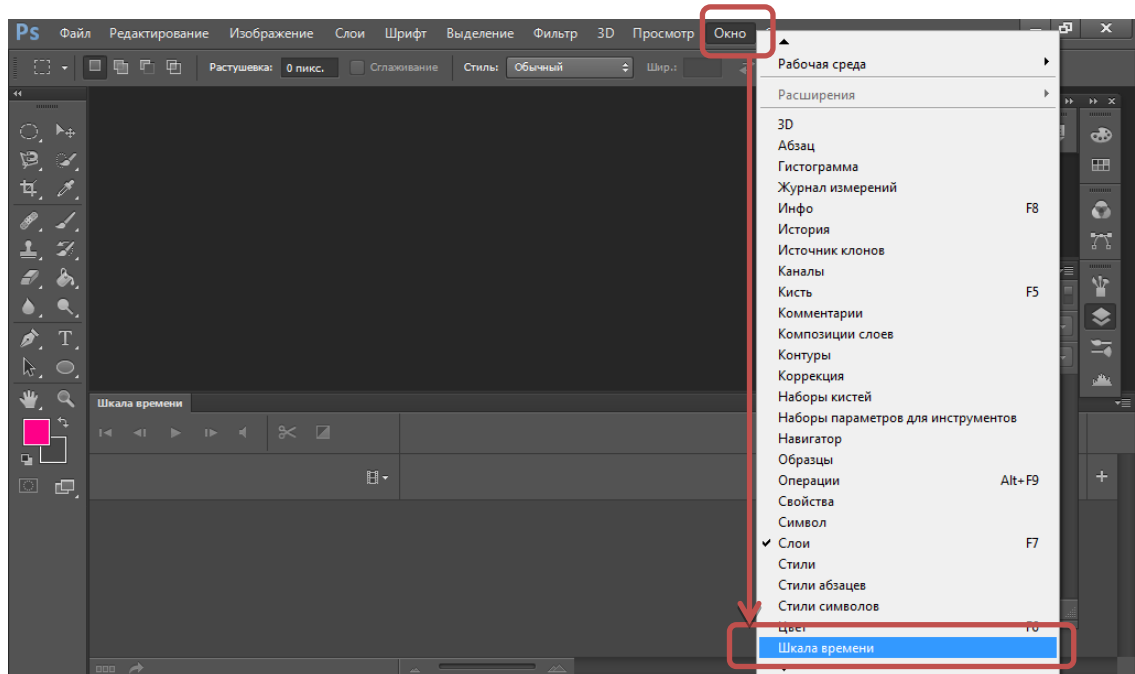 Ps Файл Редактирование Изображение Слои Шрифт Выделение Фильтр 3D Просмотр Окно
Растушевка: 0 пикс. Сглаживание Стиль: Обычный Шир.:
Рабочая среда
Расширения
3D
Абзац
Гистограмма
Журнал измерений
Инфо F8
История
Источник клонов
Каналы
Кисть F5
Комментарии
Композиции слоев
Контуры
Коррекция
Наборы кистей
Наборы параметров для инструментов
Навигатор
Образцы
Операции Alt+F9
Свойства
Символ
Слои F7
Стили
Стили абзацев
Стили символов
Цвет F6
Шкала времени
Шкала времени